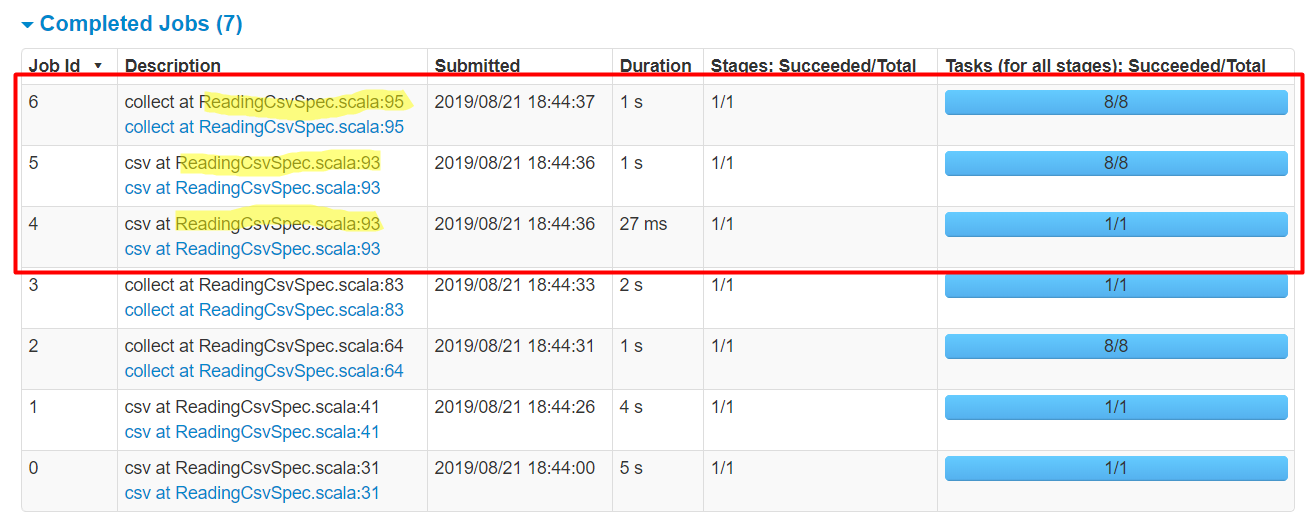 Completed Jobs (7)
Job Id Description Submitted Duration Stages: Succeeded/Total Tasks (for all stages): Succeeded/Total
6 collect at ReadingCsvSpec.scala:95 2019/08/21 18:44:37 1 s 1/1 8/8
collect at ReadingCsvSpec.scala:95
5 csv at ReadingCsvSpec.scala:93 2019/08/21 18:44:36 1 s 1/1 8/8
csv at ReadingCsvSpec.scala:93
4 csv at ReadingCsvSpec.scala:93 2019/08/21 18:44:36 27 ms 1/1 1/1
csv at ReadingCsvSpec.scala:93
3 collect at ReadingCsvSpec.scala:83 2019/08/21 18:44:33 2 s 1/1 1/1
collect at ReadingCsvSpec.scala:83
2 collect at ReadingCsvSpec.scala:64 2019/08/21 18:44:31 1 s 1/1 8/8
collect at ReadingCsvSpec.scala:64
1 csv at ReadingCsvSpec.scala:41 2019/08/21 18:44:26 4 s 1/1 1/1
csv at ReadingCsvSpec.scala:41
0 csv at ReadingCsvSpec.scala:31 2019/08/21 18:44:00 5 s 1/1 1/1
csv at ReadingCsvSpec.scala:31